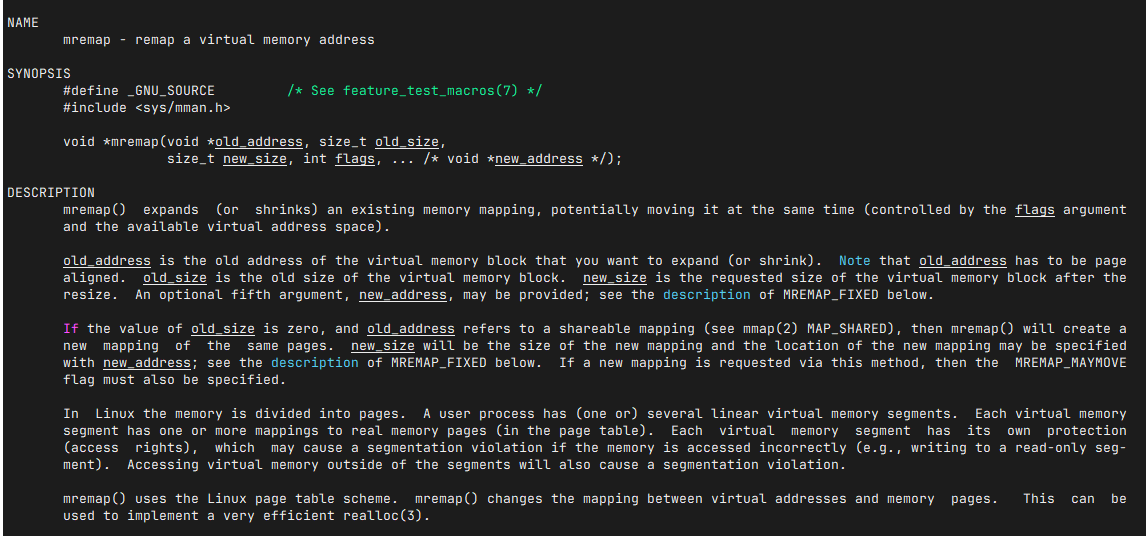 NAME
mremap - remap a virtual memory address
SYNOPSIS
#define _GNU_SOURCE /* See feature_test_macros(7) */
#include <sys/mman.h>
void *mremap(void *old_address, size_t old_size,
size_t new_size, int flags, ... /* void *new_address */);
DESCRIPTION
mremap() expands (or shrinks) an existing memory mapping, potentially moving it at the same time (controlled by the flags argument
and the available virtual address space).
old_address is the old address of the virtual memory block that you want to expand (or shrink). Note that old_address has to be page
aligned. old_size is the old size of the virtual memory block. new_size is the requested size of the virtual memory block after the
resize. An optional fifth argument, new_address, may be provided; see the description of MREMAP_FIXED below.
If the value of old_size is zero, and old_address refers to a shareable mapping (see mmap(2) MAP_SHARED), then mremap() will create a
new mapping of the same pages. new_size will be the size of the new mapping and the location of the new mapping may be specified
with new_address; see the description of MREMAP_FIXED below. If a new mapping is requested via this method, then the MREMAP_MAYMOVE
flag must also be specified.
In Linux the memory is divided into pages. A user process has (one or) several linear virtual memory segments. Each virtual memory
segment has one or more mappings to real memory pages (in the page table). Each virtual memory segment has its own protection
(access rights), which may cause a segmentation violation if the memory is accessed incorrectly (e.g., writing to a read-only seg-
ment). Accessing virtual memory outside of the segments will also cause a segmentation violation.
mremap() uses the Linux page table scheme. mremap() changes the mapping between virtual addresses and memory pages. This can be
used to implement a very efficient realloc(3).